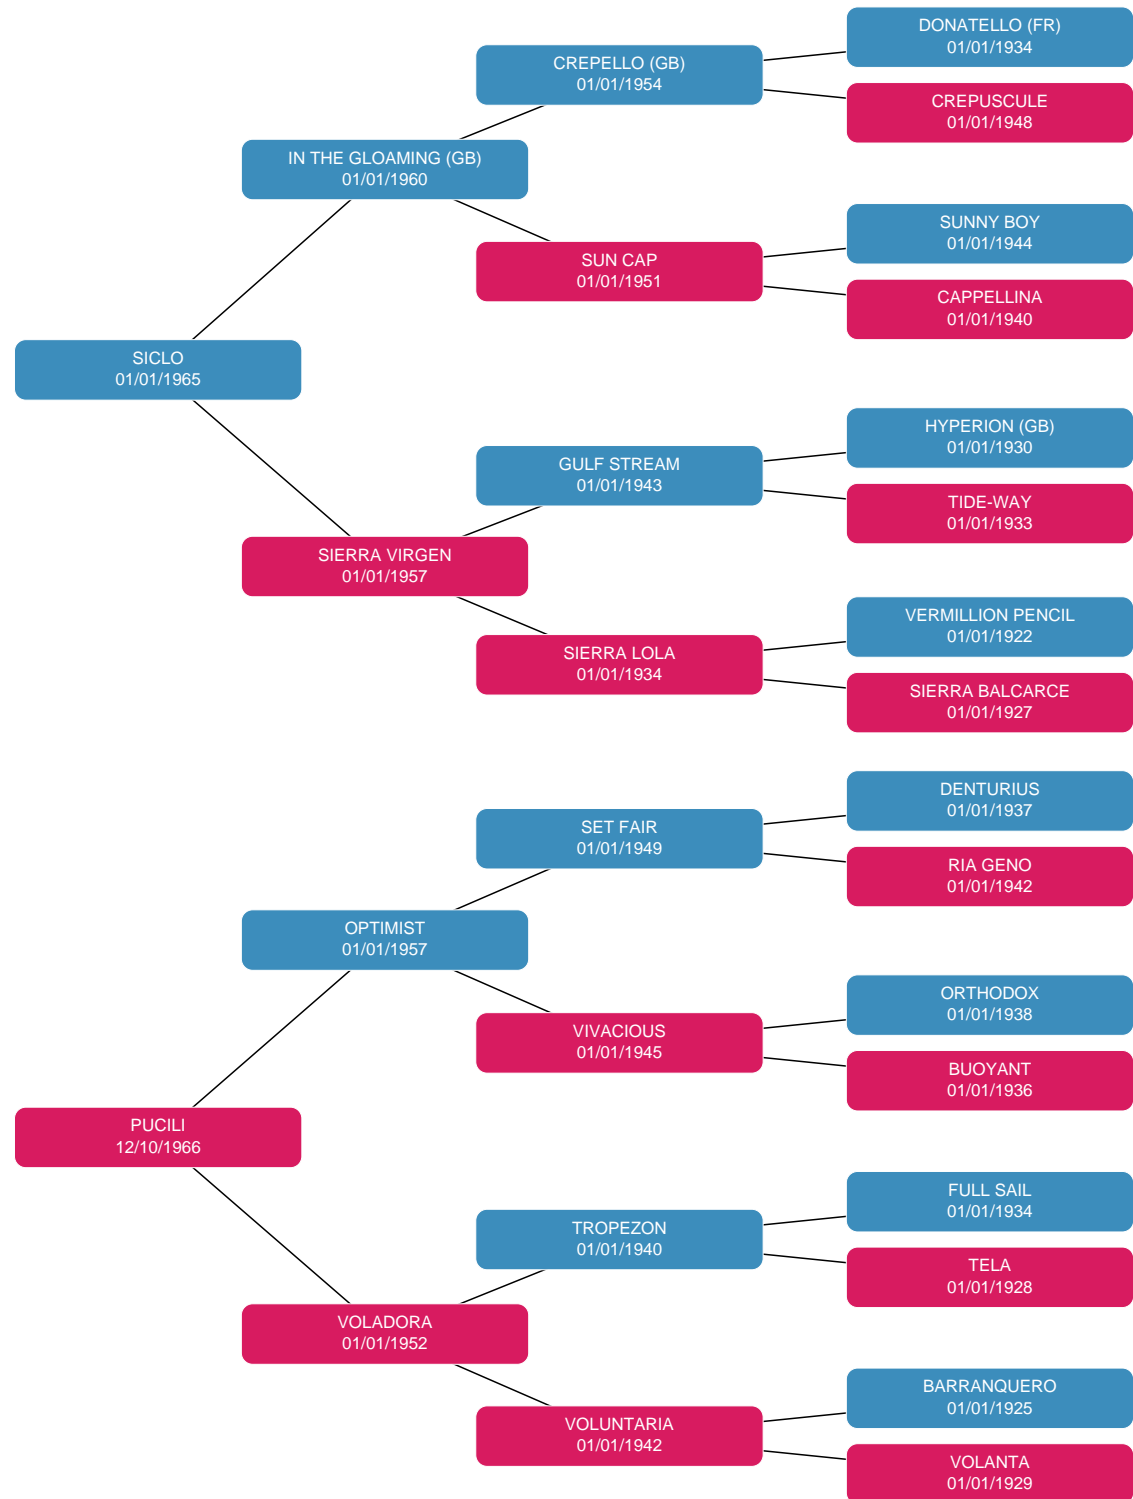 DONATELLO (FR)
01/01/1934
CREPELLO (GB)
01/01/1954
CREPUSCULE
01/01/1948
IN THE GLOAMING (GB)
01/01/1960
SUNNY BOY
01/01/1944
SUN CAP
01/01/1951
CAPPELLINA
01/01/1940
SICLO
01/01/1965
HYPERION (GB)
01/01/1930
GULF STREAM
01/01/1943
TIDE-WAY
01/01/1933
SIERRA VIRGEN
01/01/1957
VERMILLION PENCIL
01/01/1922
SIERRA LOLA
01/01/1934
SIERRA BALCARCE
01/01/1927
DENTURIUS
01/01/1937
SET FAIR
01/01/1949
RIA GENO
01/01/1942
OPTIMIST
01/01/1957
ORTHODOX
01/01/1938
VIVACIOUS
01/01/1945
BUOYANT
01/01/1936
PUCILI
12/10/1966
FULL SAIL
01/01/1934
TROPEZON
01/01/1940
TELA
01/01/1928
VOLADORA
01/01/1952
BARRANQUERO
01/01/1925
VOLUNTARIA
01/01/1942
VOLANTA
01/01/1929